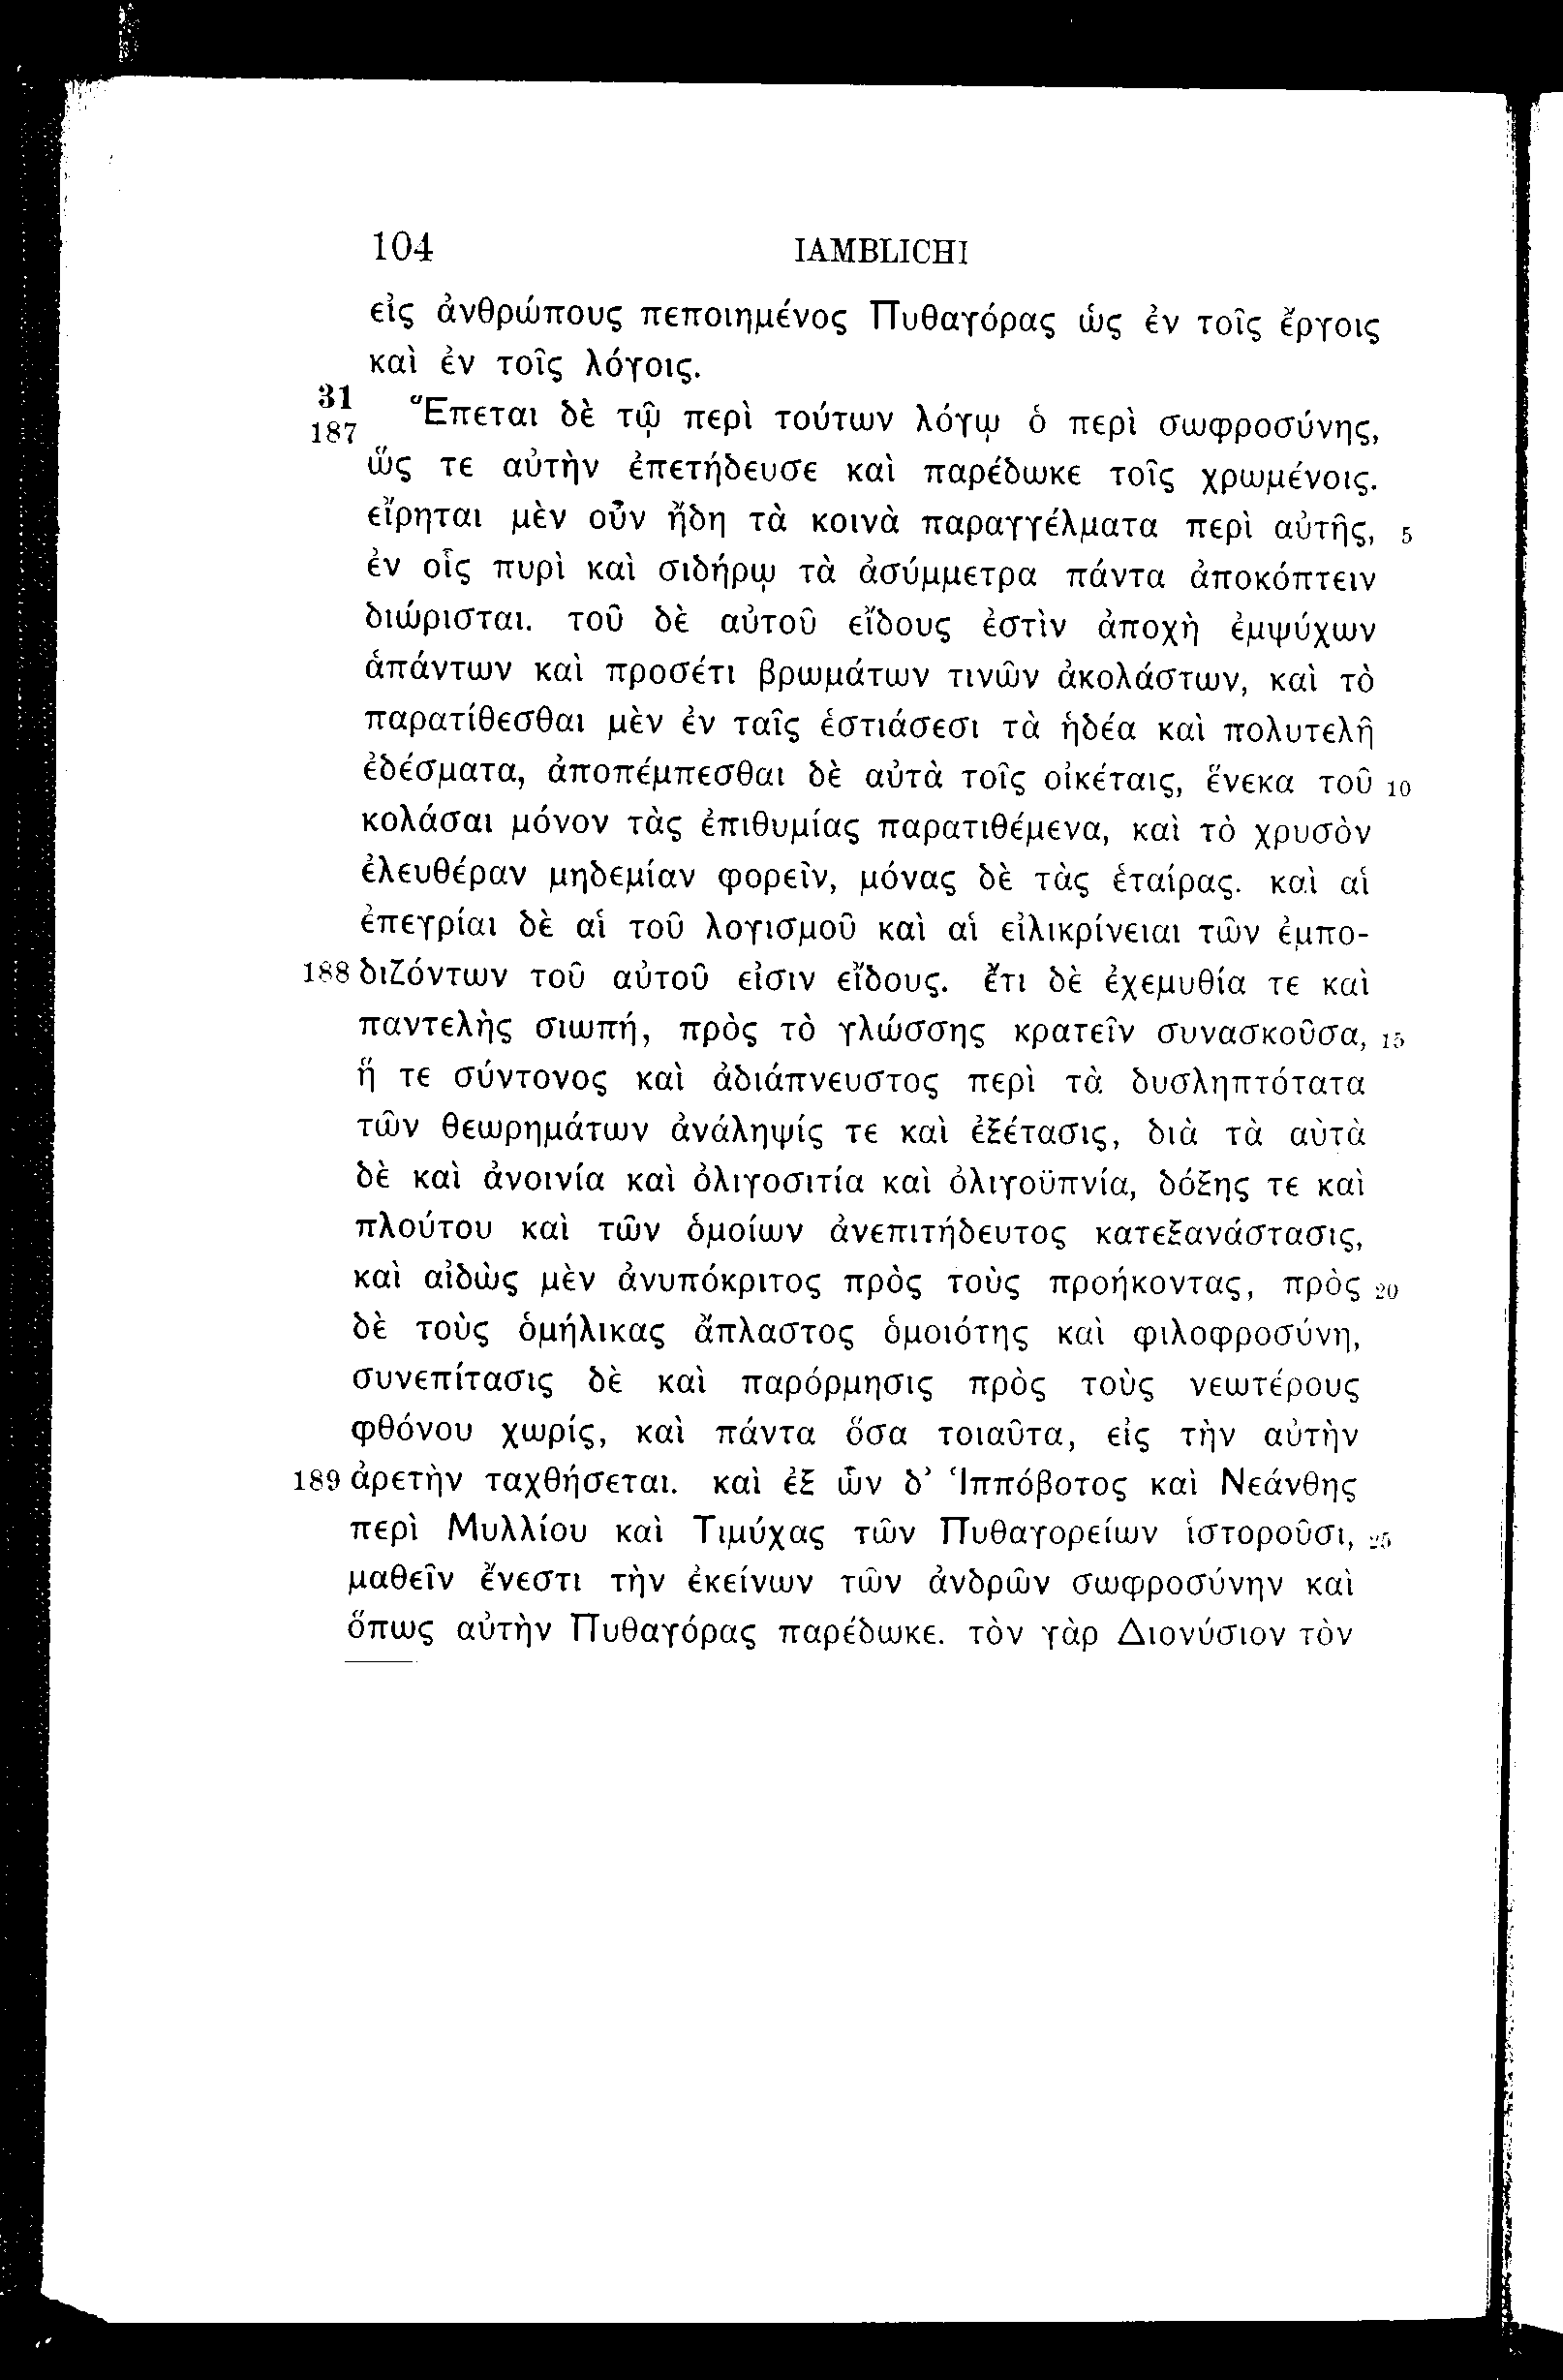 104 IAMBLICHI
εἰς ἀνθρώπους πεποιημένος Πυθαγόρας ὡς ἐν τοῖς ἔργοις
καὶ ἐν τοῖς λόγοις.
31 Ἕπεται δὲ τῷ περὶ τούτων λόγῳ ὁ περὶ σωφροσύνης,
187 ὥς τε αὐτὴν ἐπετήδευσε καὶ παρέδωκε τοῖς χρωμένοις.
εἴρηται μὲν οὖν ἤδη τὰ κοινὰ παραγγέλματα περὶ αὐτῆς, 5
ἐν οἷς πυρὶ καὶ σιδήρῳ τὰ ἀσύμμετρα πάντα ἀποκόπτειν
διώρισται. τοῦ δὲ αὐτοῦ εἴδους ἐστὶν ἀποχὴ ἐμψύχων
ἁπάντων καὶ προσέτι βρωμάτων τινῶν ἀκολάστων, καὶ τὸ
παρατίθεσθαι μὲν ἐν ταῖς ἑστιάσεσι τὰ ἡδέα καὶ πολυτελῆ
ἐδέσματα, ἀποπέμπεσθαι δὲ αὐτὰ τοῖς οἰκέταις, ἕνεκα τοῦ 10
κολάσαι μόνον τὰς ἐπιθυμίας παρατιθέμενα, καὶ τὸ χρυσὸν
ἐλευθέραν μηδεμίαν φορεῖν, μόνας δὲ τὰς ἑταίρας. καὶ αἱ
ἐπεγρίαι δὲ αἱ τοῦ λογισμοῦ καὶ αἱ εἰλικρίνειαι τῶν ἐμπο-
188 διζόντων τοῦ αὐτοῦ εἰσιν εἴδους. ἔτι δὲ ἐχεμυθία τε καὶ
παντελὴς σιωπή, πρὸς τὸ γλώσσης κρατεῖν συνασκοῦσα, 15
ἥ τε σύντονος καὶ ἀδιάπνευστος περὶ τὰ δυσληπτότατα
τῶν θεωρημάτων ἀνάληψίς τε καὶ ἐξέτασις, διὰ τὰ αὐτὰ
δὲ καὶ ἀνοινία καὶ ὀλιγοσιτία καὶ ὀλιγοϋπνία, δόξης τε καὶ
πλούτου καὶ τῶν ὁμοίων ἀνεπιτήδευτος κατεξανάστασις,
καὶ αἰδὼς μὲν ἀνυπόκριτος πρὸς τοὺς προήκοντας, πρὸς 20
δὲ τοὺς ὁμήλικας ἄπλαστος ὁμοιότης καὶ φιλοφροσύνη,
συνεπίτασις δὲ καὶ παρόρμησις πρὸς τοὺς νεωτέρους
φθόνου χωρίς, καὶ πάντα ὅσα τοιαῦτα, εἰς τὴν αὐτὴν
189 ἀρετὴν ταχθήσεται. καὶ ἐξ ὧν δ' Ἱππόβοτος καὶ Νεάνθης
περὶ Μυλλίου καὶ Τιμύχας τῶν Πυθαγορείων ἱστοροῦσι, 25
μαθεῖν ἔνεστι τὴν ἐκείνων τῶν ἀνδρῶν σωφροσύνην καὶ
ὅπως αὐτὴν Πυθαγόρας παρέδωκε. τὸν γὰρ Διονύσιον τὸν